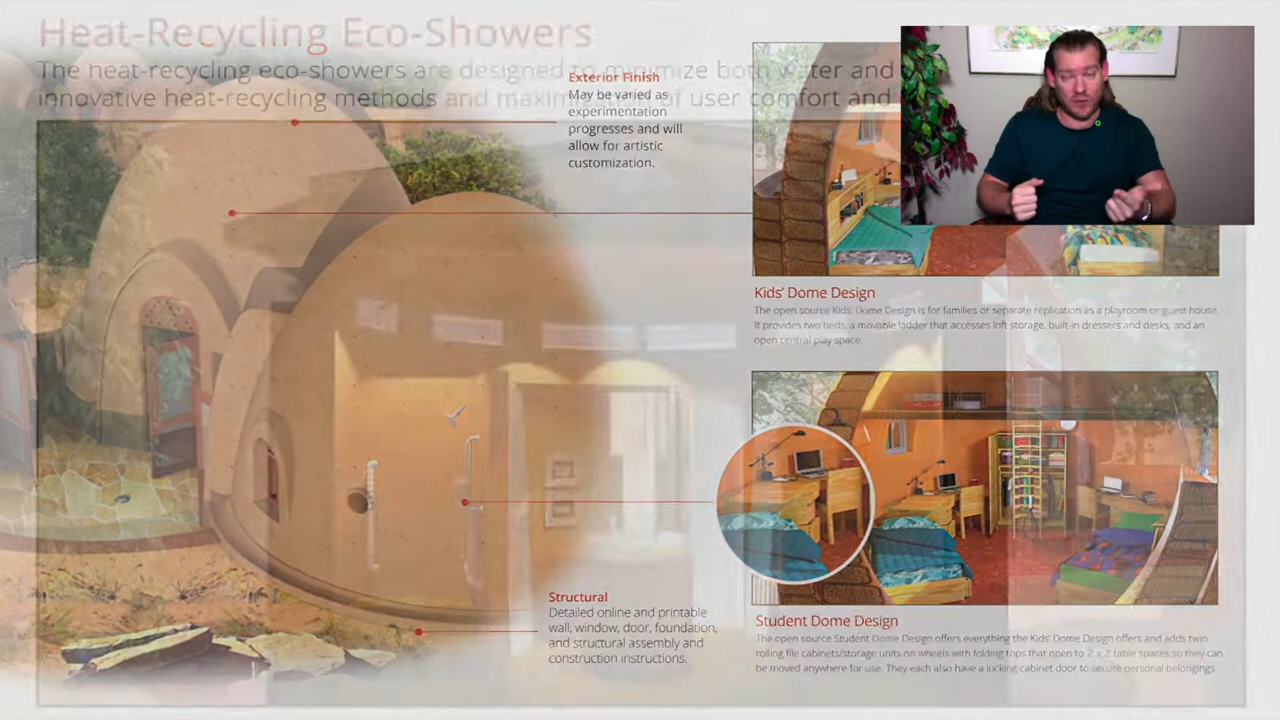 Heat-Recycling Eco-Showers
The heat-recycling eco-showers are designed to minimize both water and
innovative heat-recycling methods and maximization of user comfort and
Exterior Finish
May be varied as
experimentation
progresses and will
allow for artistic
customization.
Kids' Dome Design
The open source Kids' Dome Design is for families or separate replication as a playroom or guest house.
It provides two beds, a movable ladder that accesses loft storage, built-in dressers and desks, and an
open central play space.
Structural
Detailed online and printable
wall, window, door, foundation,
and structural assembly and
construction instructions.
Student Dome Design
The open source Student Dome Design offers everything the Kids' Dome Design offers and adds twin
rolling file cabinets/storage units on wheels with folding tops that open to 2' x 2' table spaces so they can
be moved anywhere for use. They each also have a locking cabinet door to secure personal belongings.